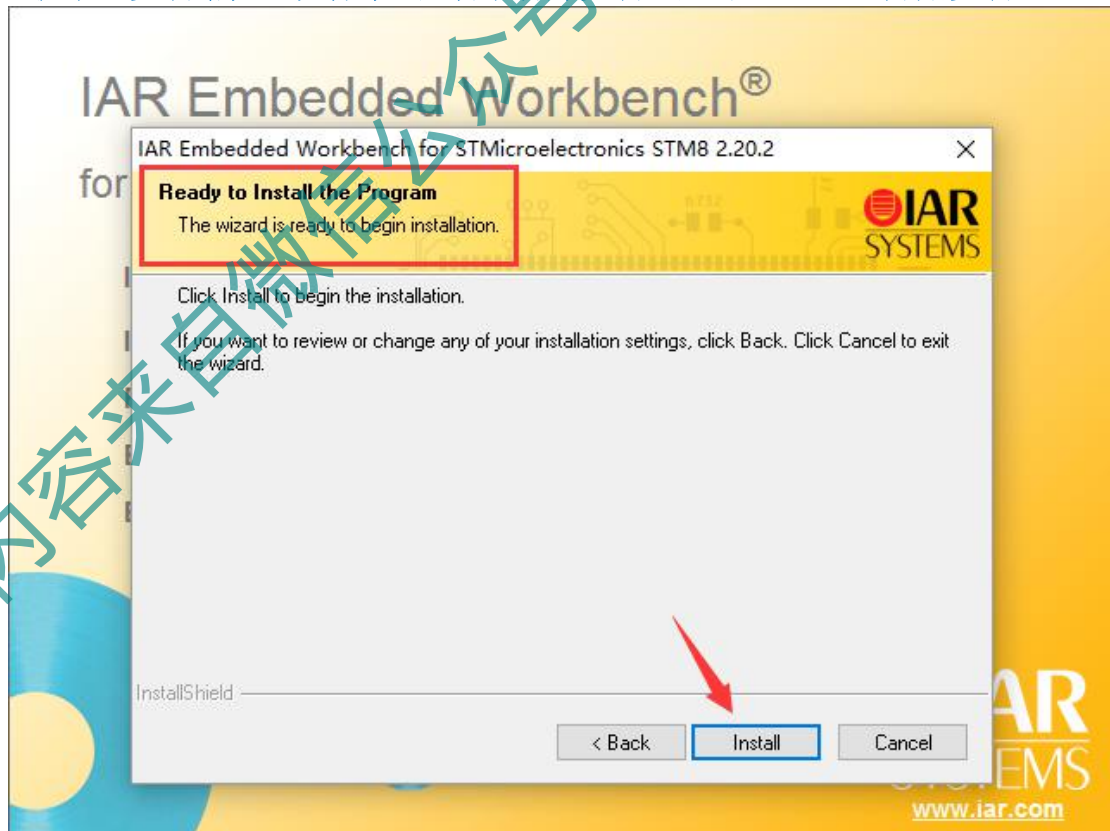 IAR Embedded Workbench®
IAR Embedded Workbench for STMicroelectronics STM8 2.20.2
for
Ready to Install the Program
The wizard is ready to begin installation.
IAR
SYSTEMS
Click Install to begin the installation.
If you want to review or change any of your installation settings, click Back. Click Cancel to exit
the wizard.
内容来自微信公众号
InstallShield
< Back
Install
Cancel
www.iar.com